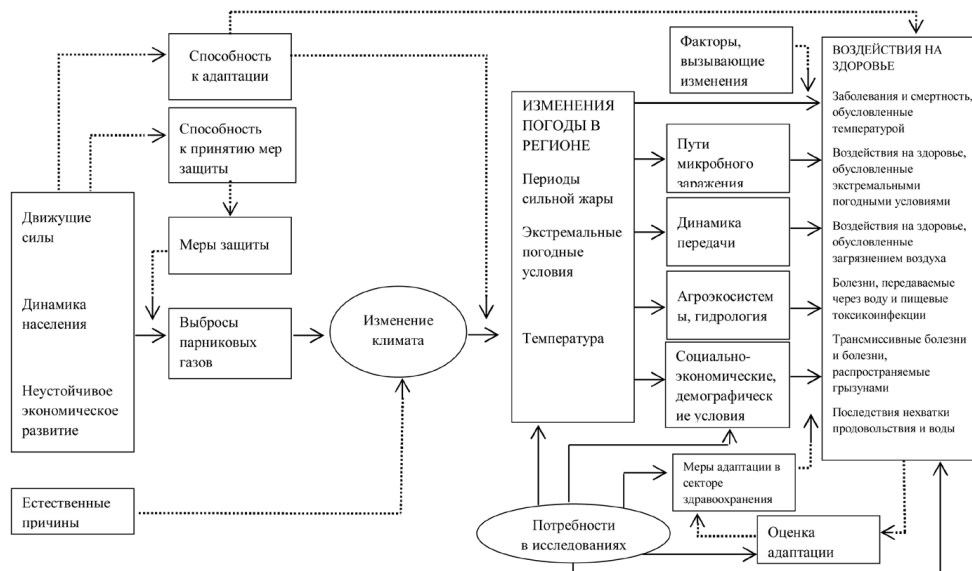 Способность
к адаптации
Способность
к принятию мер
защиты
Движущие
силы
Динамика
населения
Неустойчивое
экономическое
развитие
Меры защиты
Выбросы
парниковых
газов
Естественные
причины
Изменение
климата
ИЗМЕНЕНИЯ
ПОГОДЫ В
РЕГИОНЕ
Периоды
сильной жары
Экстремальные
погодные
условия
Температура
Факторы,
вызывающие
изменения
Пути
микробного
заражения
Динамика
передачи
Агроэкосистем
ы, гидрология
Социально-
экономические,
демографическ
ие условия
Меры адаптации в
секторе
здравоохранения
Потребности
в исследованиях
Оценка
адаптации
ВОЗДЕЙСТВИЯ НА
ЗДОРОВЬЕ
Заболевания и смертность,
обусловленные
температурой
Воздействия на здоровье,
обусловленные
экстремальными
погодными условиями
Воздействия на здоровье,
обусловленные
загрязнением воздуха
Болезни, передаваемые
через воду и пищевые
токсикоинфекции
Трансмиссивные болезни
и болезни,
распространяемые
грызунами
Последствия нехватки
продовольствия и воды